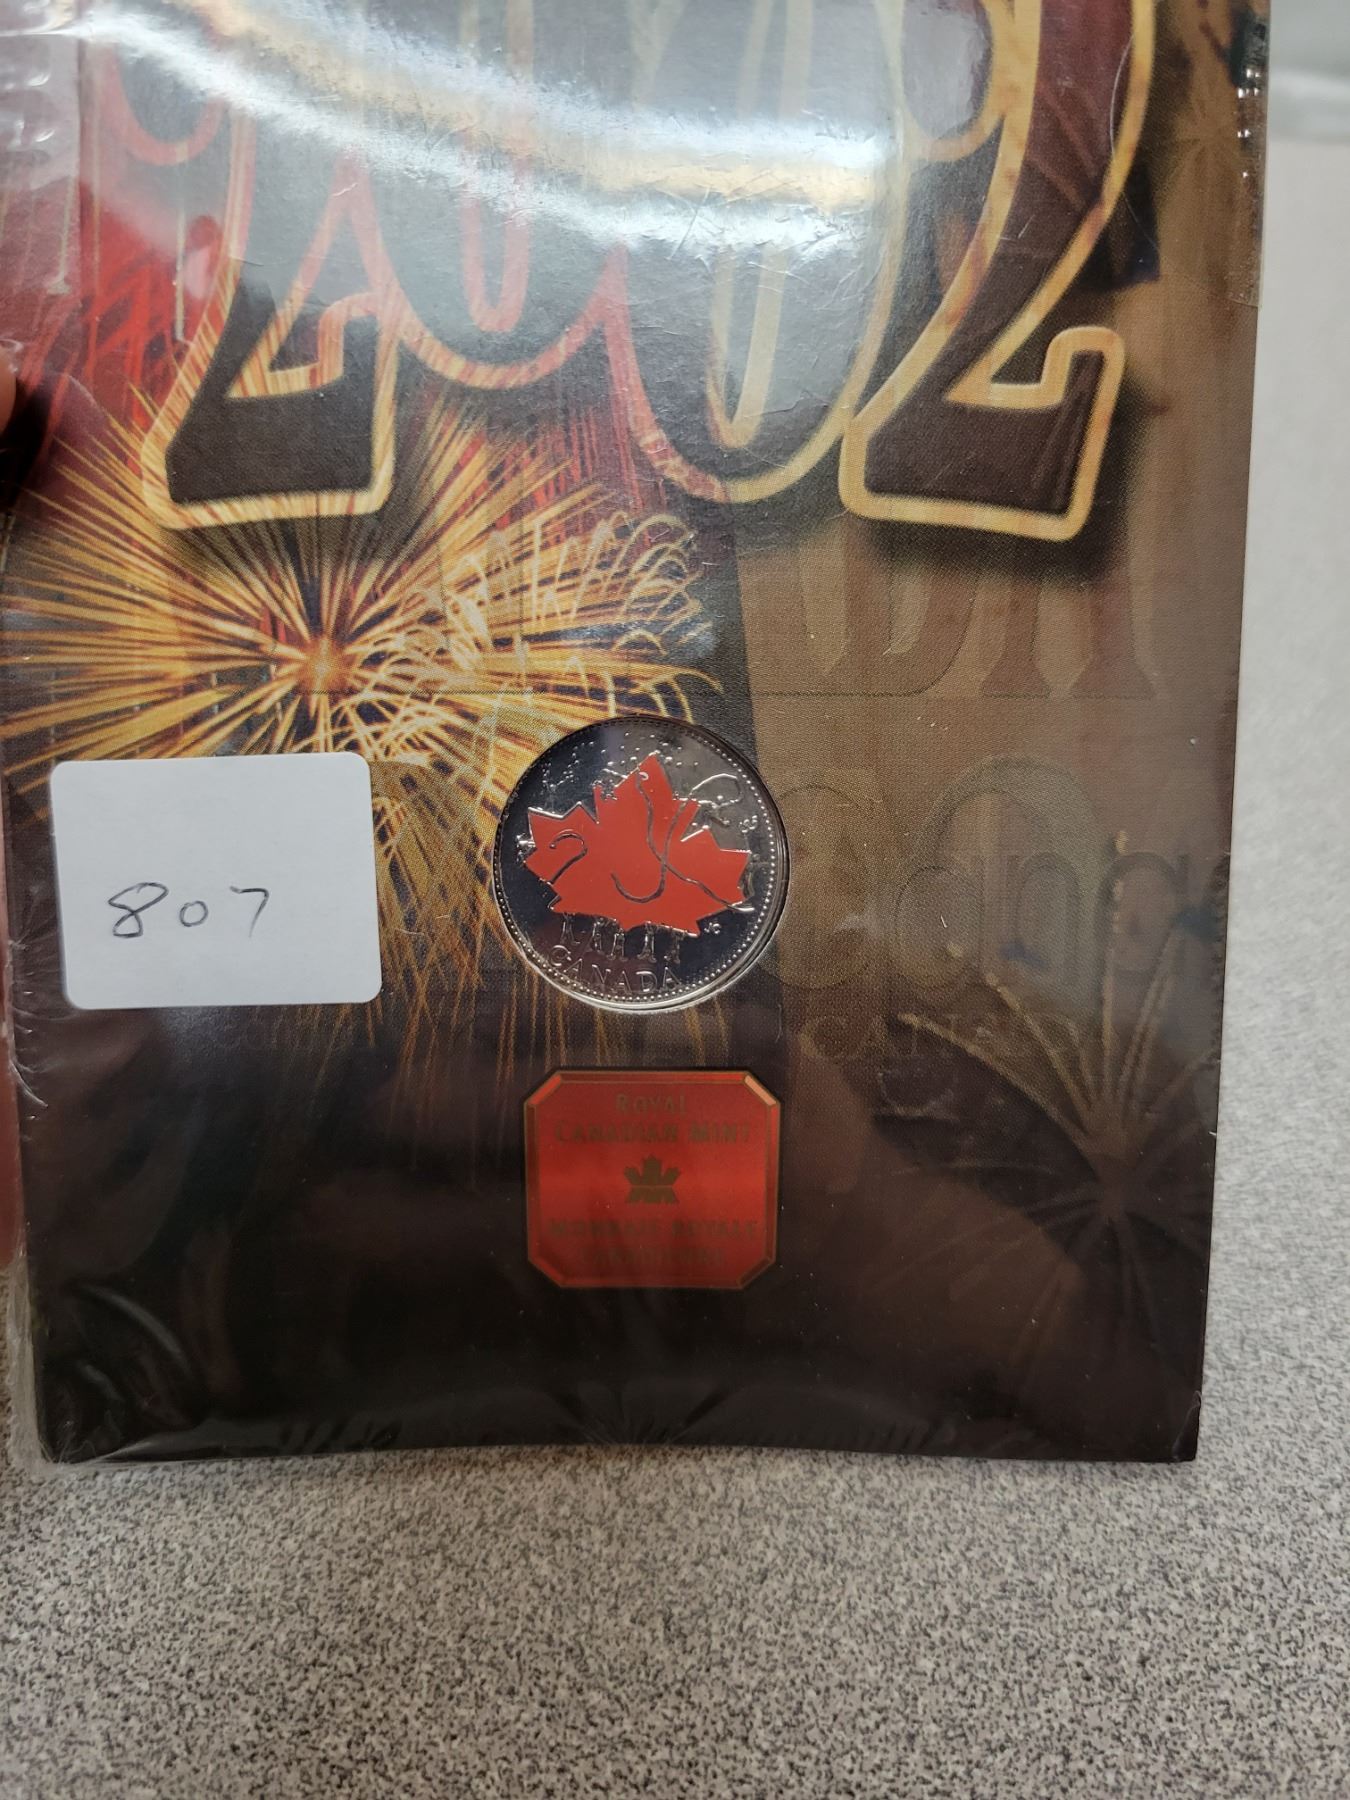 2002
807
CANADA
ROYAL
CANADIAN MINT
MONNAIE ROYALE
CANADIENNE